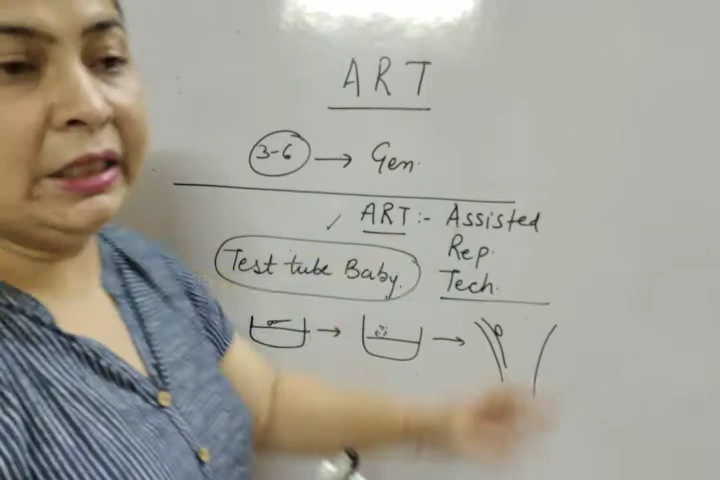 ART
3-6 → Gen.
✓ ART:- Assisted
Rep.
Test tube Baby. Tech.